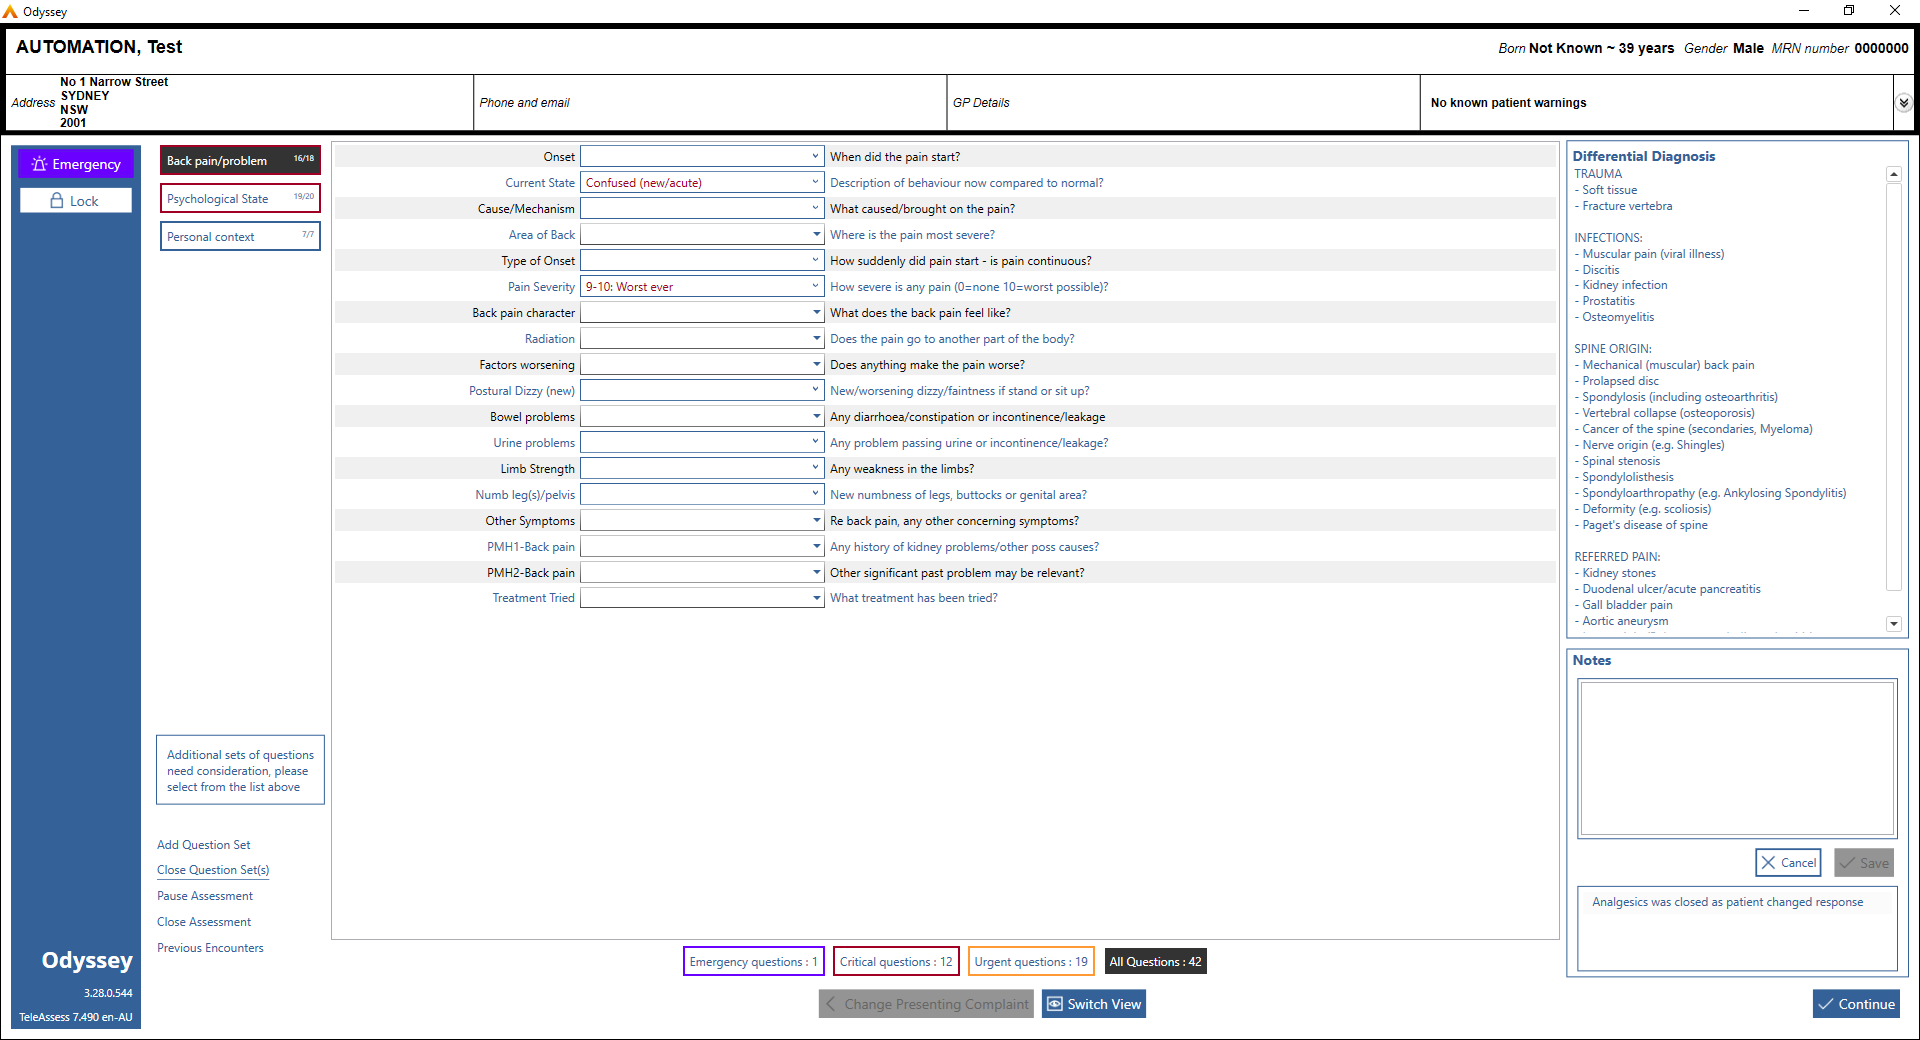 Odyssey
AUTOMATION, Test
Born Not Known ~ 39 years Gender Male MRN number 0000000
Address
No 1 Narrow Street
SYDNEY
NSW
2001
Phone and email
GP Details
No known patient warnings
Emergency
Lock
Back pain/problem 16/18
Psychological State 19/20
Personal context 7/7
Onset When did the pain start?
Current State Confused (new/acute) Description of behaviour now compared to normal?
Cause/Mechanism What caused/brought on the pain?
Area of Back Where is the pain most severe?
Type of Onset How suddenly did pain start - is pain continuous?
Pain Severity 9-10: Worst ever How severe is any pain (0=none 10=worst possible)?
Back pain character What does the back pain feel like?
Radiation Does the pain go to another part of the body?
Factors worsening Does anything make the pain worse?
Postural Dizzy (new) New/worsening dizzy/faintness if stand or sit up?
Bowel problems Any diarrhoea/constipation or incontinence/leakage
Urine problems Any problem passing urine or incontinence/leakage?
Limb Strength Any weakness in the limbs?
Numb leg(s)/pelvis New numbness of legs, buttocks or genital area?
Other Symptoms Re back pain, any other concerning symptoms?
PMH1-Back pain Any history of kidney problems/other poss causes?
PMH2-Back pain Other significant past problem may be relevant?
Treatment Tried What treatment has been tried?
Differential Diagnosis
TRAUMA
- Soft tissue
- Fracture vertebra
INFECTIONS:
- Muscular pain (viral illness)
- Discitis
- Kidney infection
- Prostatitis
- Osteomyelitis
SPINE ORIGIN:
- Mechanical (muscular) back pain
- Prolapsed disc
- Spondylosis (including osteoarthritis)
- Vertebral collapse (osteoporosis)
- Cancer of the spine (secondaries, Myeloma)
- Nerve origin (e.g. Shingles)
- Spinal stenosis
- Spondylolisthesis
- Spondyloarthropathy (e.g. Ankylosing Spondylitis)
- Deformity (e.g. scoliosis)
- Paget's disease of spine
REFERRED PAIN:
- Kidney stones
- Duodenal ulcer/acute pancreatitis
- Gall bladder pain
- Aortic aneurysm
Notes
Cancel
Save
Analgesics was closed as patient changed response
Additional sets of questions
need consideration, please
select from the list above
Add Question Set
Close Question Set(s)
Pause Assessment
Close Assessment
Previous Encounters
Odyssey
3.28.0.544
TeleAssess 7.490 en-AU
Emergency questions : 1
Critical questions : 12
Urgent questions : 19
All Questions : 42
Change Presenting Complaint
Switch View
Continue